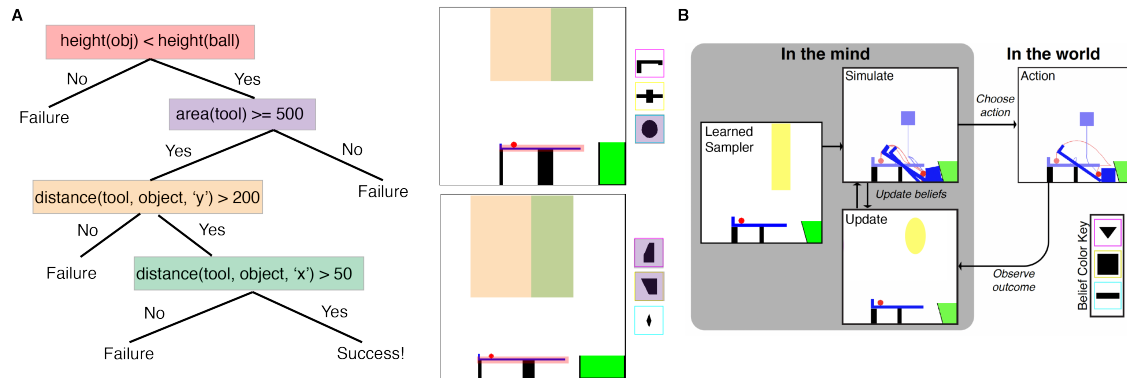 A
height(obj) < height(ball)
No
Yes
Failure
area(tool) >= 500
Yes
No
Failure
distance(tool, object, ‘y’) > 200
No
Yes
Failure
distance(tool, object, ‘x’) > 50
No
Yes
Failure
Success!
B
In the mind
In the world
Simulate
Action
Choose
action
Learned
Sampler
Update beliefs
Update
Observe
outcome
Belief Color Key